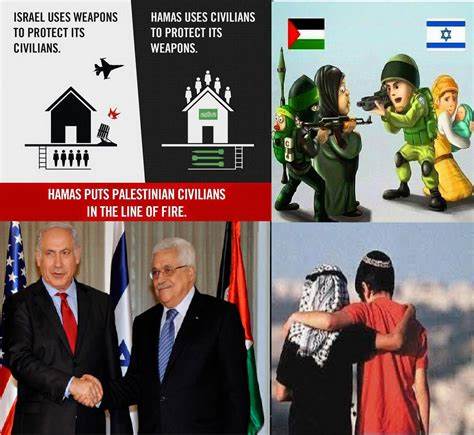 ISRAEL USES WEAPONS
TO PROTECT ITS
CIVILIANS.
HAMAS USES CIVILIANS
TO PROTECT ITS
WEAPONS.
HAMAS PUTS PALESTINIAN CIVILIANS
IN THE LINE OF FIRE.